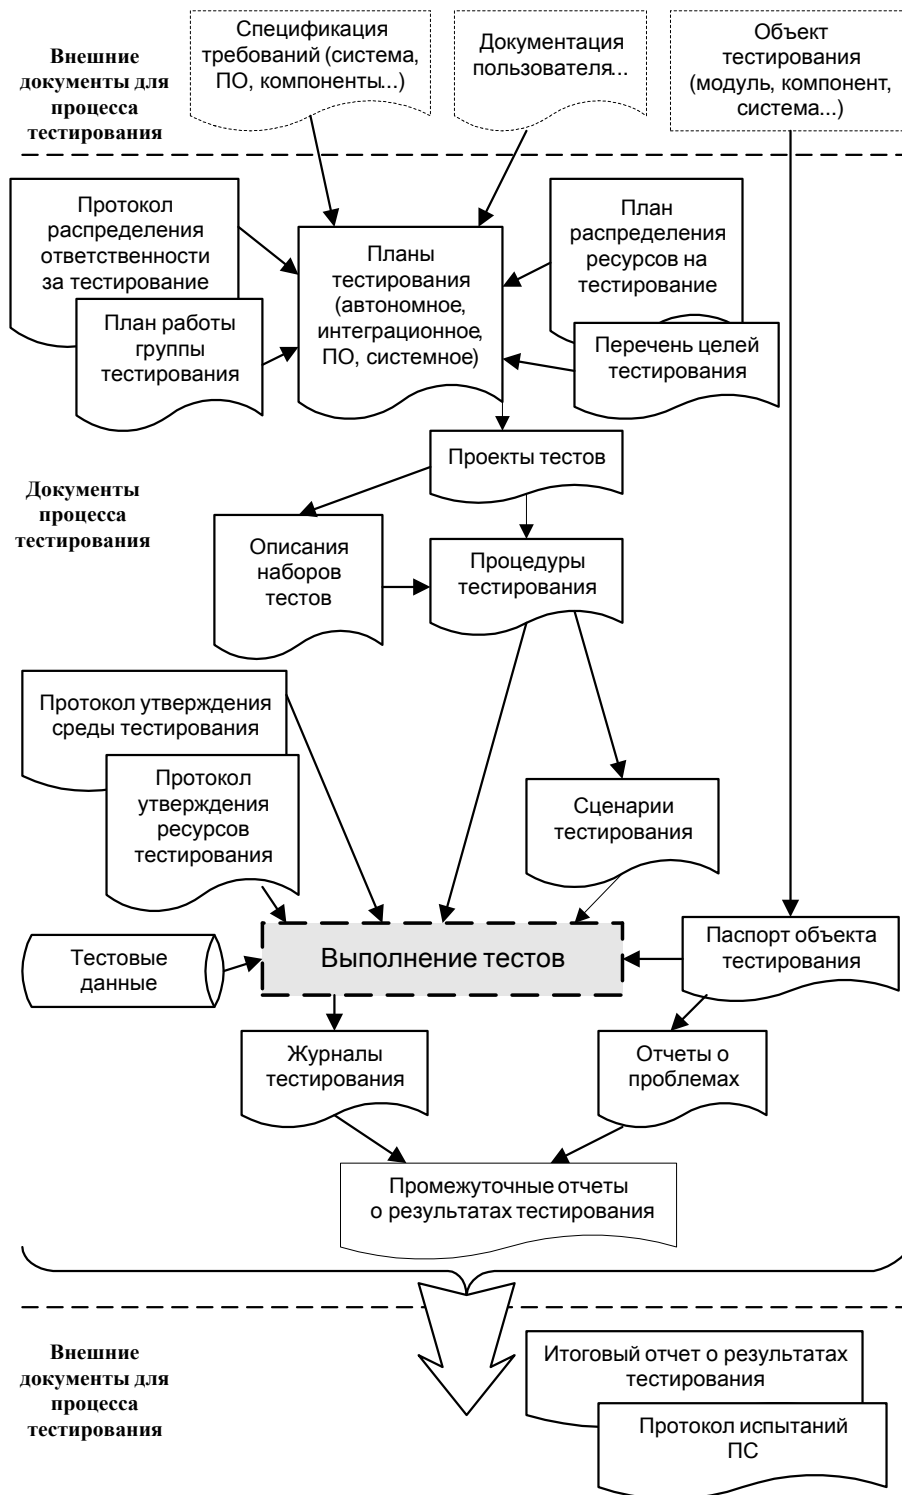 Внешние
документы для
процесса
тестирования
Спецификация
требований (система,
ПО, компоненты...)
Документация
пользователя...
Объект
тестирования
(модуль, компонент,
система...)
Протокол
распределения
ответственности
за тестирование
План работы
группы
тестирования
Планы
тестирования
(автономное,
интеграционное,
ПО, системное)
План
распределения
ресурсов на
тестирование
Перечень целей
тестирования
Проекты тестов
Документы
процесса
тестирования
Описания
наборов
тестов
Процедуры
тестирования
Протокол утверждения
среды тестирования
Протокол
утверждения
ресурсов
тестирования
Сценарии
тестирования
Тестовые
данные
Выполнение тестов
Паспорт объекта
тестирования
Журналы
тестирования
Отчеты о
проблемах
Промежуточные отчеты
о результатах тестирования
Внешние
документы для
процесса
тестирования
Итоговый отчет о результатах
тестирования
Протокол испытаний
ПС